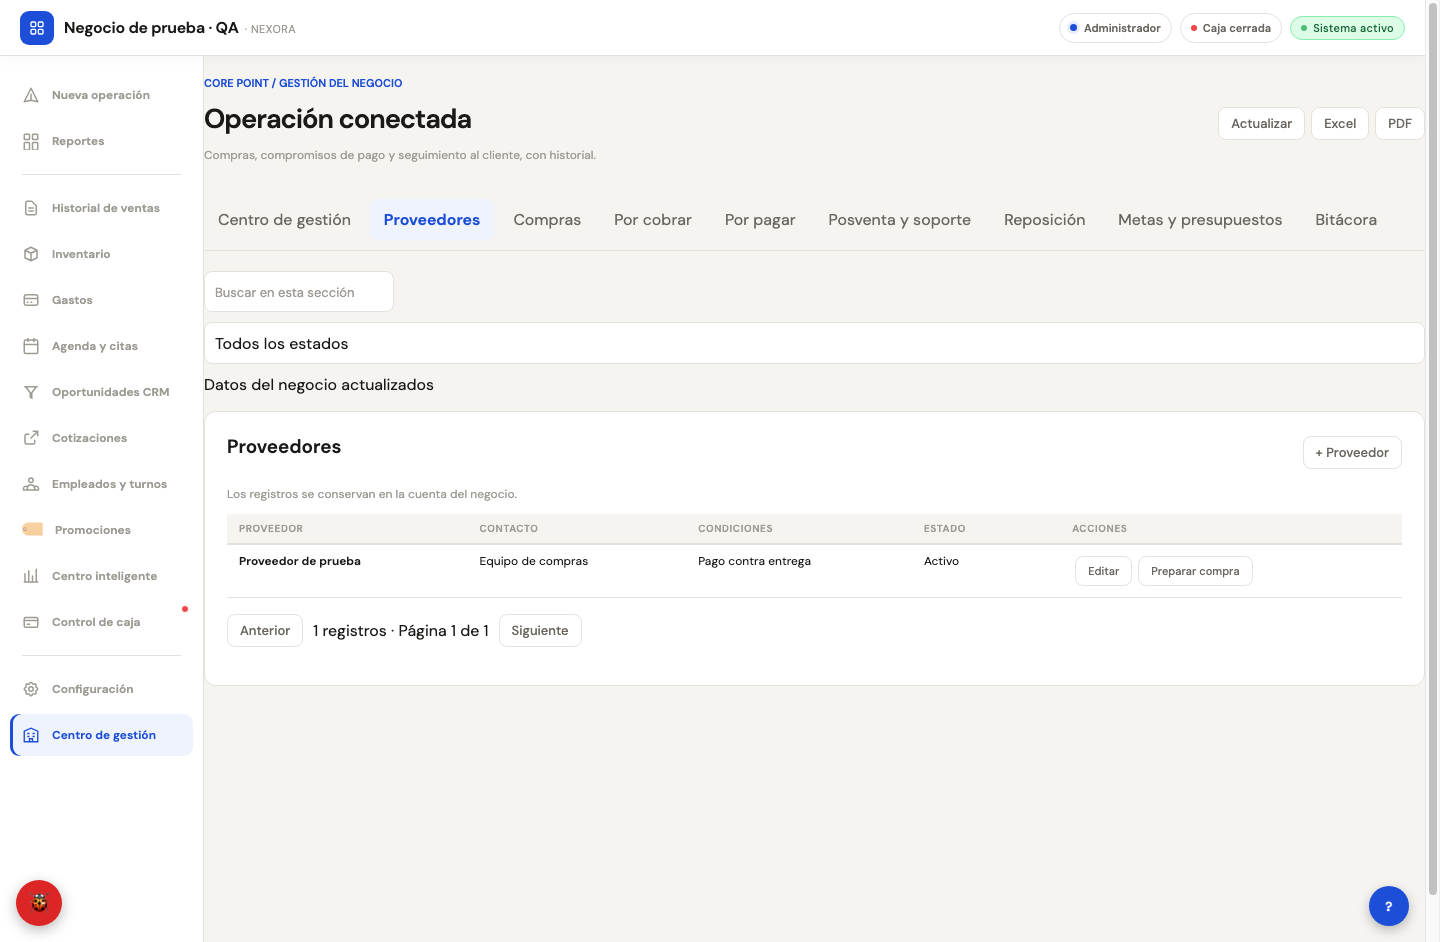 Negocio de prueba · QA · NEXORA
Administrador
Caja cerrada
Sistema activo
Nueva operación
Reportes
Historial de ventas
Inventario
Gastos
Agenda y citas
Oportunidades CRM
Cotizaciones
Empleados y turnos
Promociones
Centro inteligente
Control de caja
Configuración
Centro de gestión
CORE POINT / GESTIÓN DEL NEGOCIO
Operación conectada
Actualizar Excel PDF
Compras, compromisos de pago y seguimiento al cliente, con historial.
Centro de gestión Proveedores Compras Por cobrar Por pagar Posventa y soporte Reposición Metas y presupuestos Bitácora
Buscar en esta sección
Todos los estados
Datos del negocio actualizados
Proveedores
+ Proveedor
Los registros se conservan en la cuenta del negocio.
PROVEEDOR CONTACTO CONDICIONES ESTADO ACCIONES
Proveedor de prueba Equipo de compras Pago contra entrega Activo Editar Preparar compra
Anterior 1 registros · Página 1 de 1 Siguiente
?